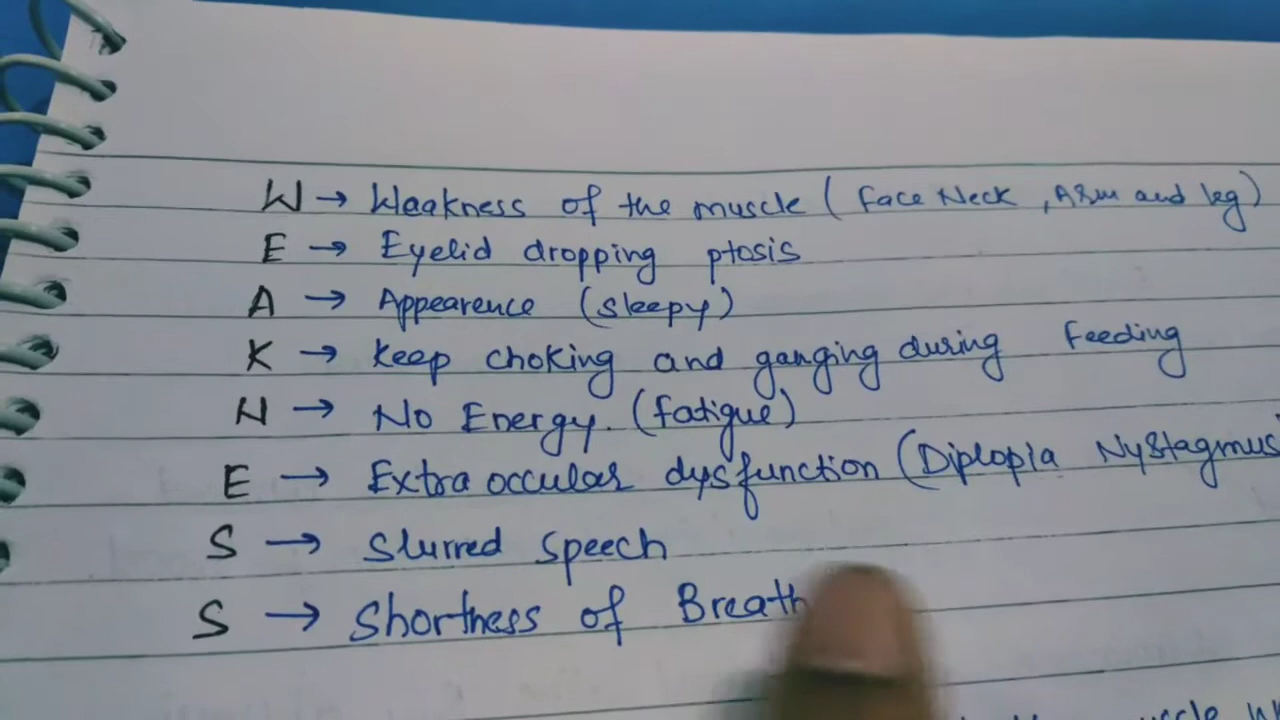 W → Weakness of the muscle ( Face Neck , Arm and leg)
E → Eyelid dropping ptosis
A → Appearence (sleepy)
K → Keep choking and ganging during Feeding
N → No Energy. (fatigue)
E → Extra occular dysfunction (Diplopia Nystagmus
S → Slurred speech
S → Shortness of Breath